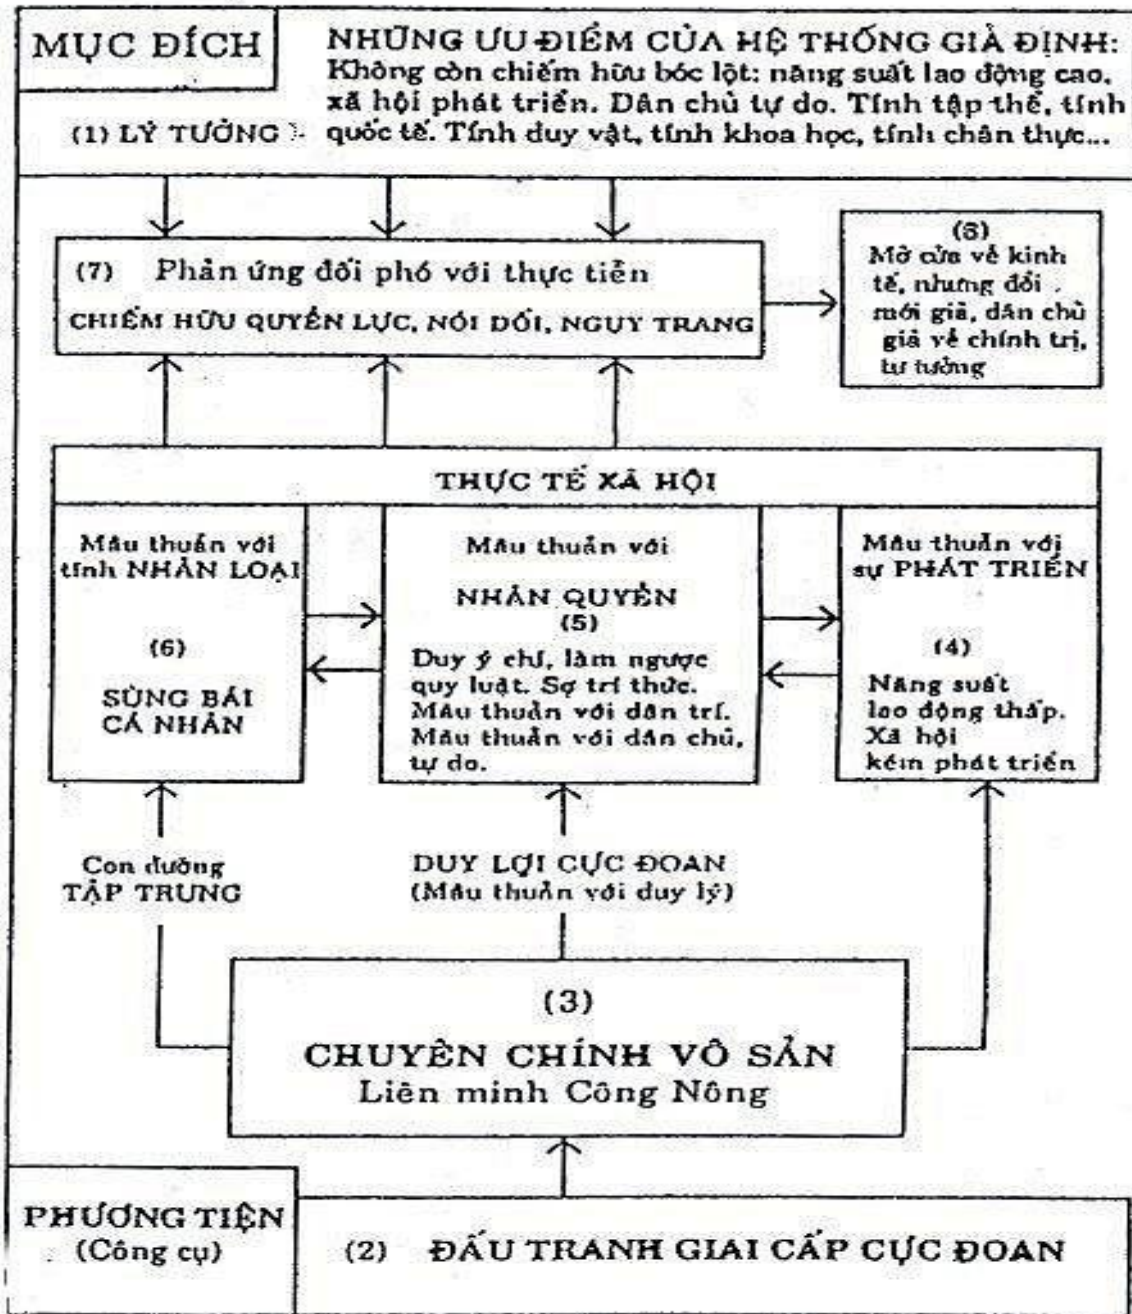 MỤC ĐÍCH
(1) LÝ TƯỞNG
NHỮNG ƯU ĐIỂM CỦA HỆ THỐNG GIẢ ĐỊNH:
Không còn chiếm hữu bóc lột: năng suất lao động cao,
xã hội phát triển. Dân chủ tự do. Tính tập thể, tính
quốc tế. Tính duy vật, tính khoa học, tính chân thực...
(7) Phản ứng đối phó với thực tiễn
CHIẾM HỮU QUYỀN LỰC, NÓI DỐI, NGỤY TRANG
(8)
Mở cửa về kinh
tế, nhưng đổi
mới giả, dân chủ
giả về chính trị,
tư tưởng
THỰC TẾ XÃ HỘI
Mâu thuẫn với
tính NHÂN LOẠI
(6)
SÙNG BÁI
CÁ NHÂN
Mâu thuẫn với
NHÂN QUYỀN
(5)
Duy ý chí, làm ngược
quy luật. Sợ trí thức.
Mâu thuẫn với dân trí.
Mâu thuẫn với dân chủ,
tự do.
Mâu thuẫn với
sự PHÁT TRIỂN
(4)
Năng suất
lao động thấp.
Xã hội
kém phát triển
Con đường
TẬP TRUNG
DUY LỢI CỰC ĐOAN
(Mâu thuẫn với duy lý)
(3)
CHUYÊN CHÍNH VÔ SẢN
Liên minh Công Nông
PHƯƠNG TIỆN
(Công cụ)
(2) ĐẤU TRANH GIAI CẤP CỰC ĐOAN